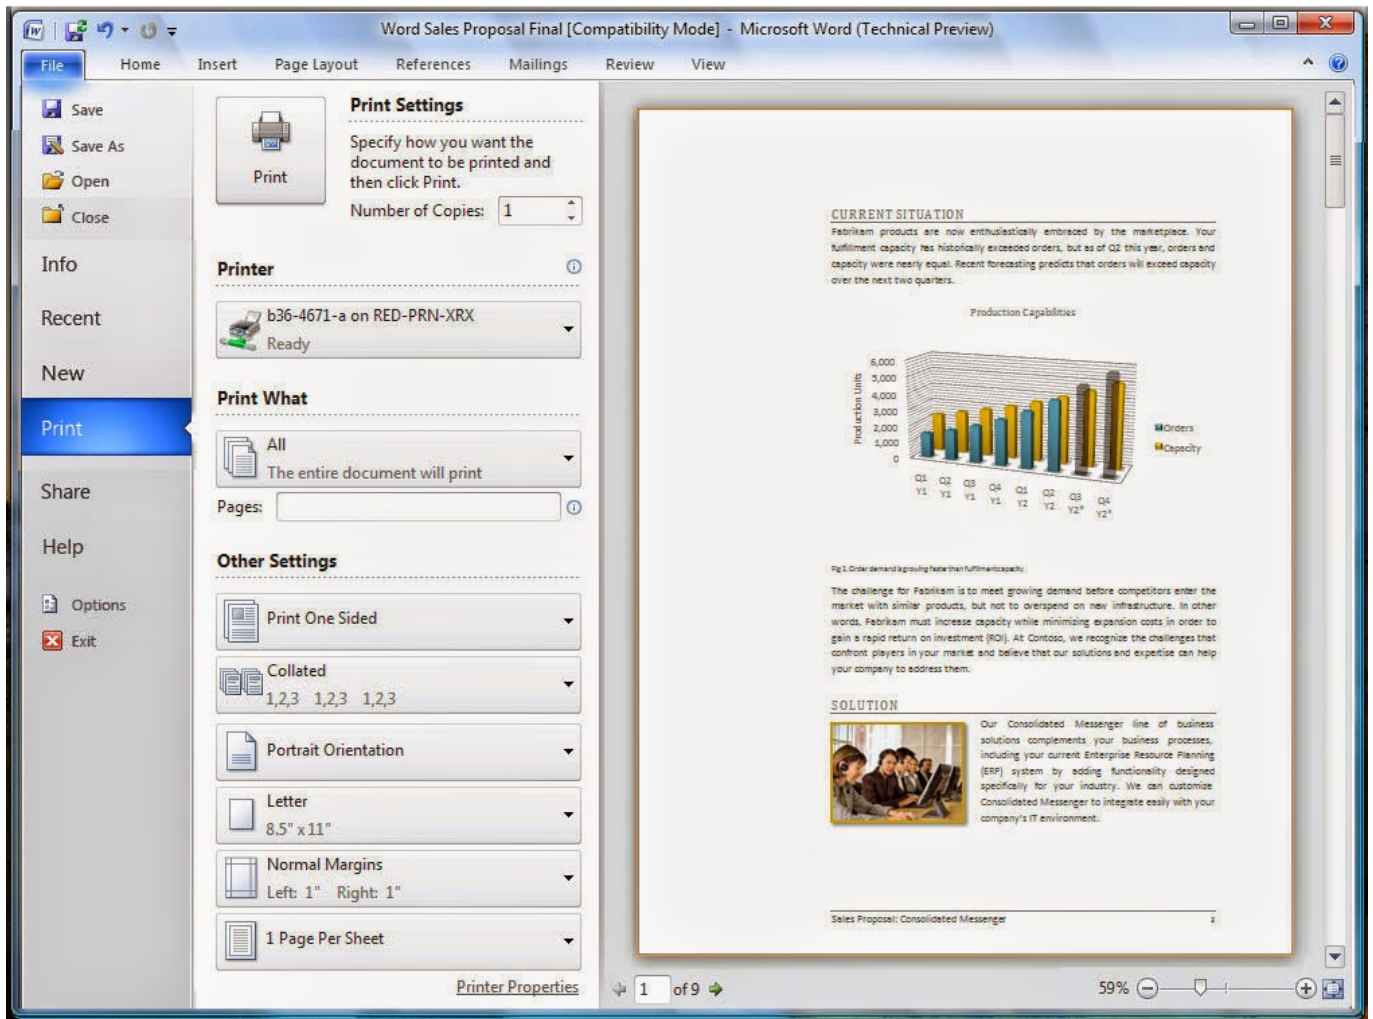 Word Sales Proposal Final [Compatibility Mode] - Microsoft Word (Technical Preview)
File Home Insert Page Layout References Mailings Review View
Save
Save As
Open
Close
Info
Recent
New
Print
Share
Help
Options
Exit
Print
Print Settings
Specify how you want the
document to be printed and
then click Print.
Number of Copies: 1
Printer
b36-4671-a on RED-PRN-XRX
Ready
Print What
All
The entire document will print
Pages:
Other Settings
Print One Sided
Collated
1,2,3 1,2,3 1,2,3
Portrait Orientation
Letter
8.5" x 11"
Normal Margins
Left: 1" Right: 1"
1 Page Per Sheet
Printer Properties
CURRENT SITUATION
Fabrikam products are now enthusiastically embraced by the marketplace. Your
fulfillment capacity has historically exceeded orders, but as of Q2 this year, orders and
capacity were nearly equal. Recent forecasting predicts that orders will exceed capacity
over the next two quarters.
Production Capabilities
Production Units
6,000
5,000
4,000
3,000
2,000
1,000
0
Q1 Q2 Q3 Q4 Q1 Q2 Q3 Q4
Y1 Y1 Y1 Y1 Y2 Y2 Y2* Y2*
Orders
Capacity
Fig 1. Order demand is growing faster than fulfillment capacity
The challenge for Fabrikam is to meet growing demand before competitors enter the
market with similar products, but not to overspend on new infrastructure. In other
words, Fabrikam must increase capacity while minimizing expansion costs in order to
gain a rapid return on investment (ROI). At Contoso, we recognize the challenges that
confront players in your market and believe that our solutions and expertise can help
your company to address them.
SOLUTION
Our Consolidated Messenger line of business
solutions complements your business processes,
including your current Enterprise Resource Planning
(ERP) system by adding functionality designed
specifically for your industry. We can customize
Consolidated Messenger to integrate easily with your
company's IT environment.
Sales Proposal: Consolidated Messenger
1 of 9
59%